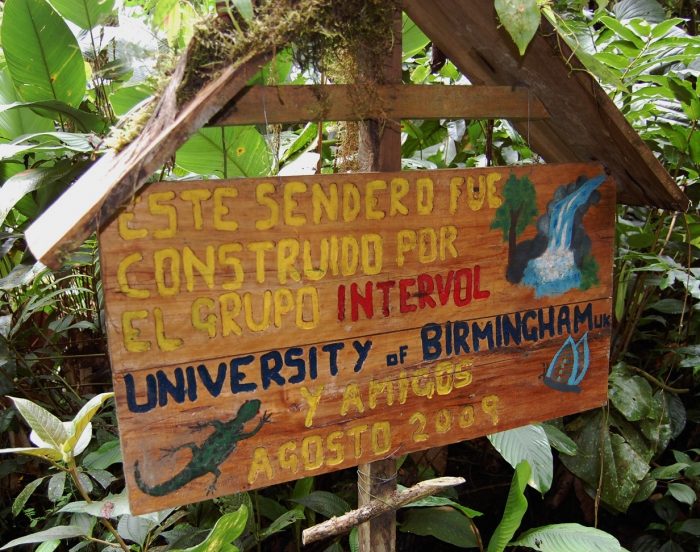 ESTE SENDERO FUE
CONSTRUIDO POR
EL GRUPO INTERVOL
UNIVERSITY OF BIRMINGHAM UK
Y AMIGOS
AGOSTO 2009